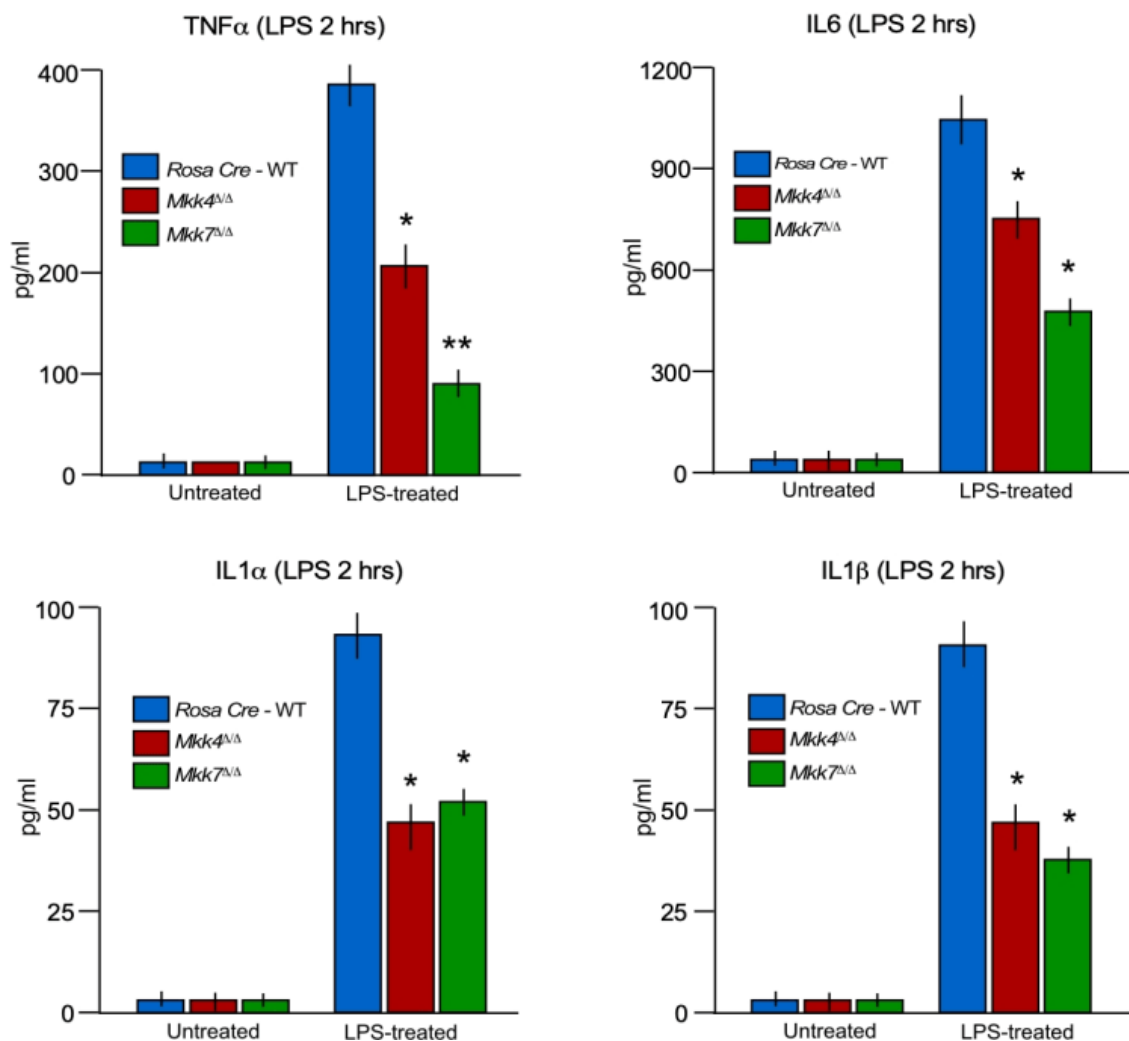 TNFα (LPS 2 hrs)
400
300
200
100
0
pg/ml
Rosa Cre - WT
Mkk4Δ/Δ
Mkk7Δ/Δ
*
**
Untreated
LPS-treated
IL6 (LPS 2 hrs)
1200
900
600
300
0
pg/ml
Rosa Cre - WT
Mkk4Δ/Δ
Mkk7Δ/Δ
*
*
Untreated
LPS-treated
IL1α (LPS 2 hrs)
100
75
50
25
0
pg/ml
Rosa Cre - WT
Mkk4Δ/Δ
Mkk7Δ/Δ
*
*
Untreated
LPS-treated
IL1β (LPS 2 hrs)
100
75
50
25
0
pg/ml
Rosa Cre - WT
Mkk4Δ/Δ
Mkk7Δ/Δ
*
*
Untreated
LPS-treated